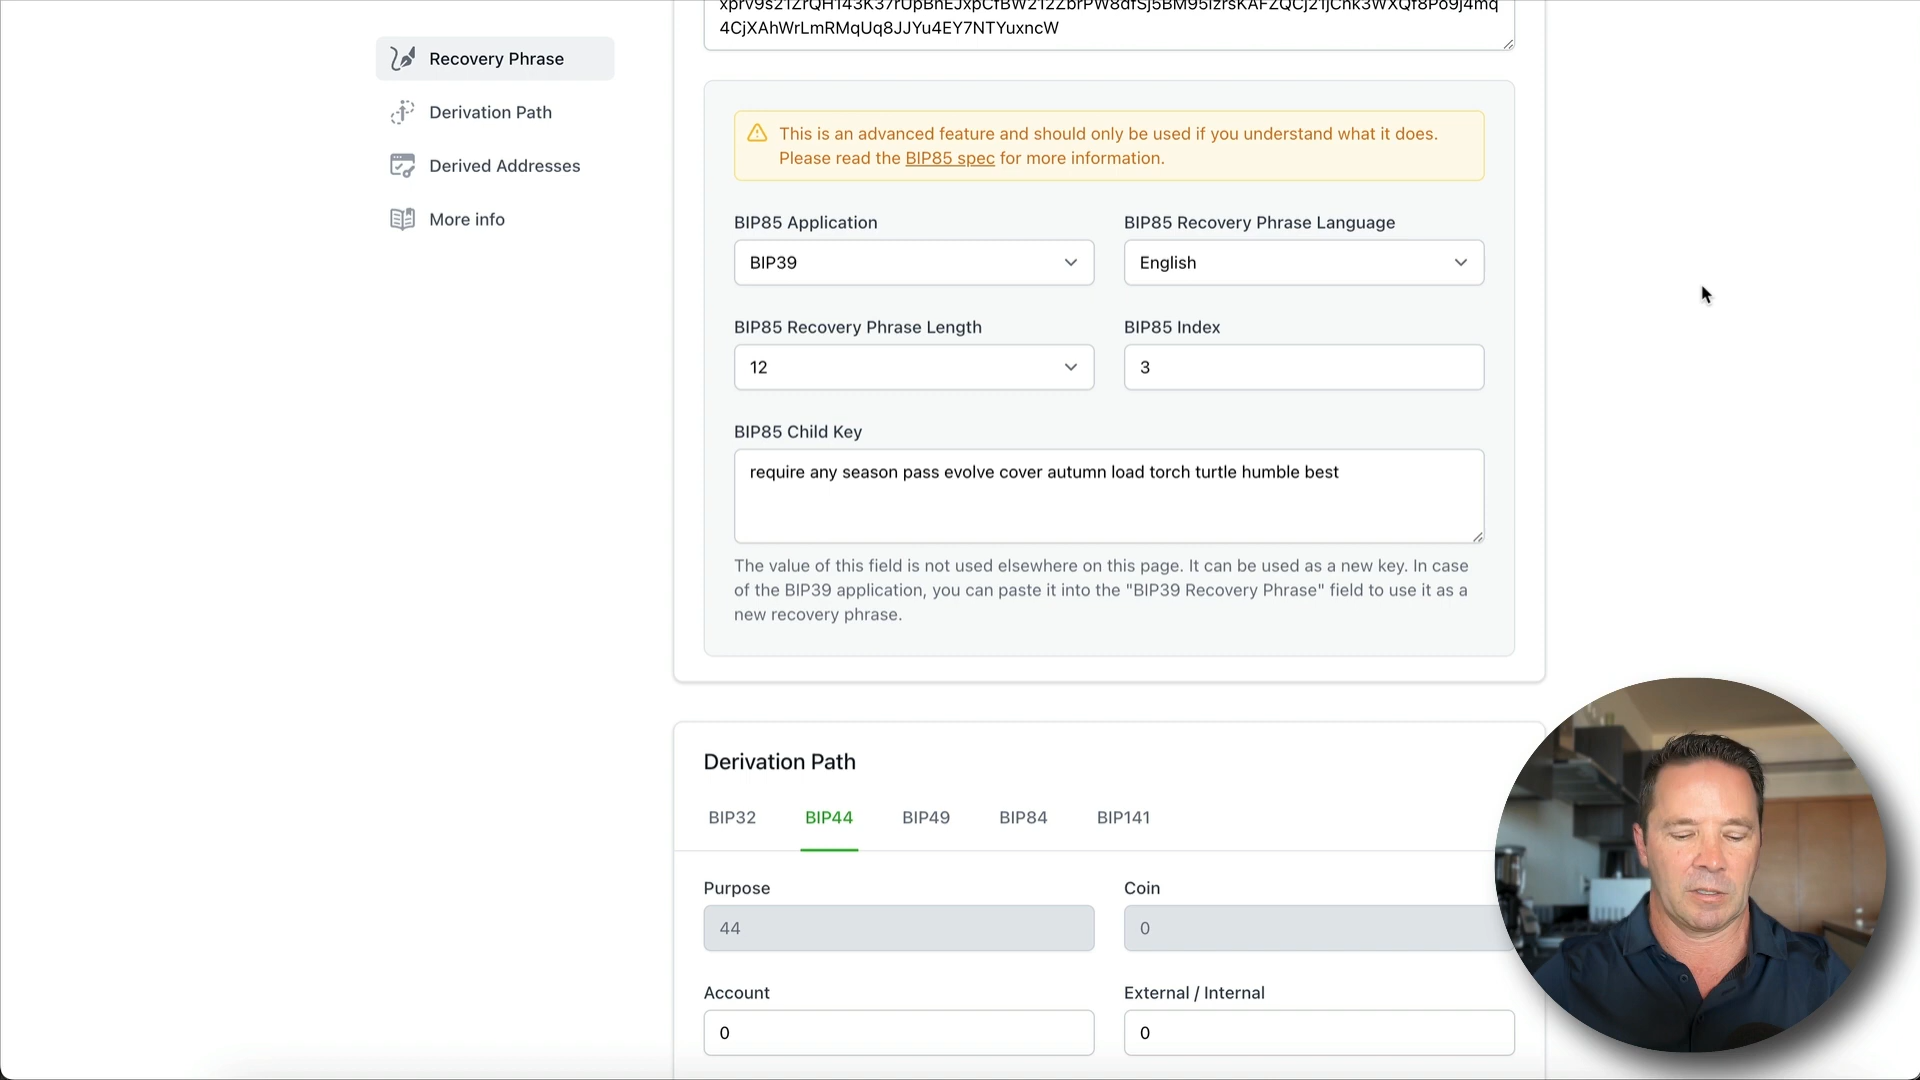 4CjXAhWrLmRMqUq8JJYu4EY7NTYuxncW
Recovery Phrase
Derivation Path
Derived Addresses
More info
This is an advanced feature and should only be used if you understand what it does.
Please read the BIP85 spec for more information.
BIP85 Application
BIP85 Recovery Phrase Language
BIP39
English
BIP85 Recovery Phrase Length
BIP85 Index
12
3
BIP85 Child Key
require any season pass evolve cover autumn load torch turtle humble best
The value of this field is not used elsewhere on this page. It can be used as a new key. In case
of the BIP39 application, you can paste it into the "BIP39 Recovery Phrase" field to use it as a
new recovery phrase.
Derivation Path
BIP32
BIP44
BIP49
BIP84
BIP141
Purpose
Coin
44
0
Account
External / Internal
0
0